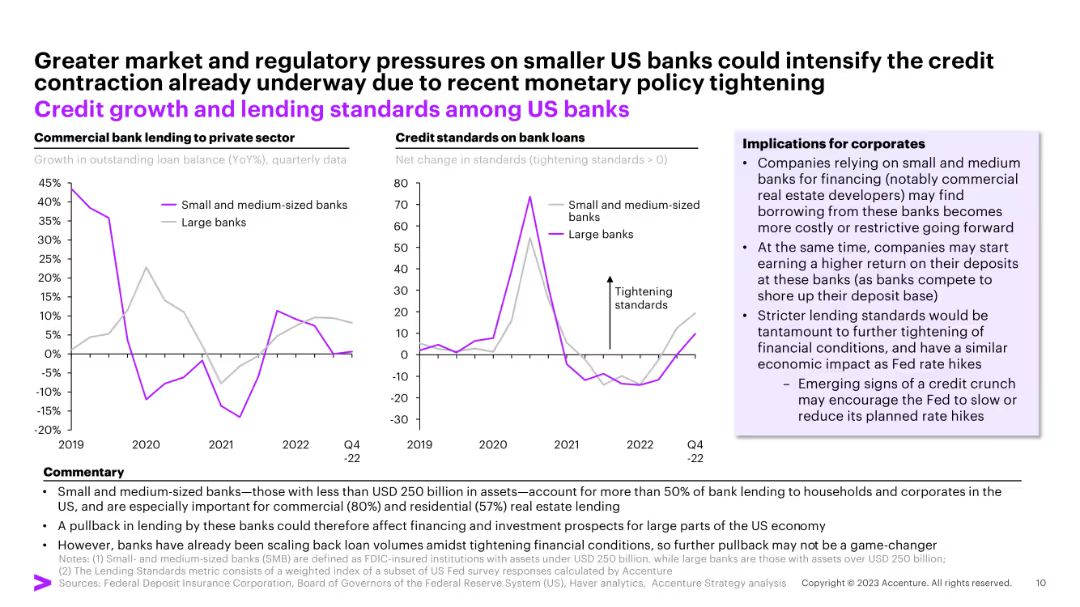 Greater market and regulatory pressures on smaller US banks could intensify the credit
contraction already underway due to recent monetary policy tightening
Credit growth and lending standards among US banks
Commercial bank lending to private sector
Growth in outstanding loan balance (YoY%), quarterly data
45%
40%
35%
30%
25%
20%
15%
10%
5%
0%
-5%
-10%
-15%
-20%
Small and medium-sized banks
Large banks
2019
2020
2021
2022
Q4
-22
Credit standards on bank loans
Net change in standards (tightening standards > 0)
80
70
60
50
40
30
20
10
0
-10
-20
-30
Small and medium-sized
banks
Large banks
Tightening
standards
2019
2020
2021
2022
Q4
-22
Implications for corporates
• Companies relying on small and medium
banks for financing (notably commercial
real estate developers) may find
borrowing from these banks becomes
more costly or restrictive going forward
• At the same time, companies may start
earning a higher return on their deposits
at these banks (as banks compete to
shore up their deposit base)
• Stricter lending standards would be
tantamount to further tightening of
financial conditions, and have a similar
economic impact as Fed rate hikes
– Emerging signs of a credit crunch
may encourage the Fed to slow or
reduce its planned rate hikes
Commentary
• Small and medium-sized banks—those with less than USD 250 billion in assets—account for more than 50% of bank lending to households and corporates in the
US, and are especially important for commercial (80%) and residential (57%) real estate lending
• A pullback in lending by these banks could therefore affect financing and investment prospects for large parts of the US economy
• However, banks have already been scaling back loan volumes amidst tightening financial conditions, so further pullback may not be a game-changer
Notes: (1) Small- and medium-sized banks (SMB) are defined as FDIC-insured institutions with assets under USD 250 billion, while large banks are those with assets over USD 250 billion;
(2) The Lending Standards metric consists of a weighted index of a subset of US Fed survey responses calculated by Accenture
Sources: Federal Deposit Insurance Corporation, Board of Governors of the Federal Reserve System (US), Haver analytics, Accenture Strategy analysis
Copyright © 2023 Accenture. All rights reserved.
10